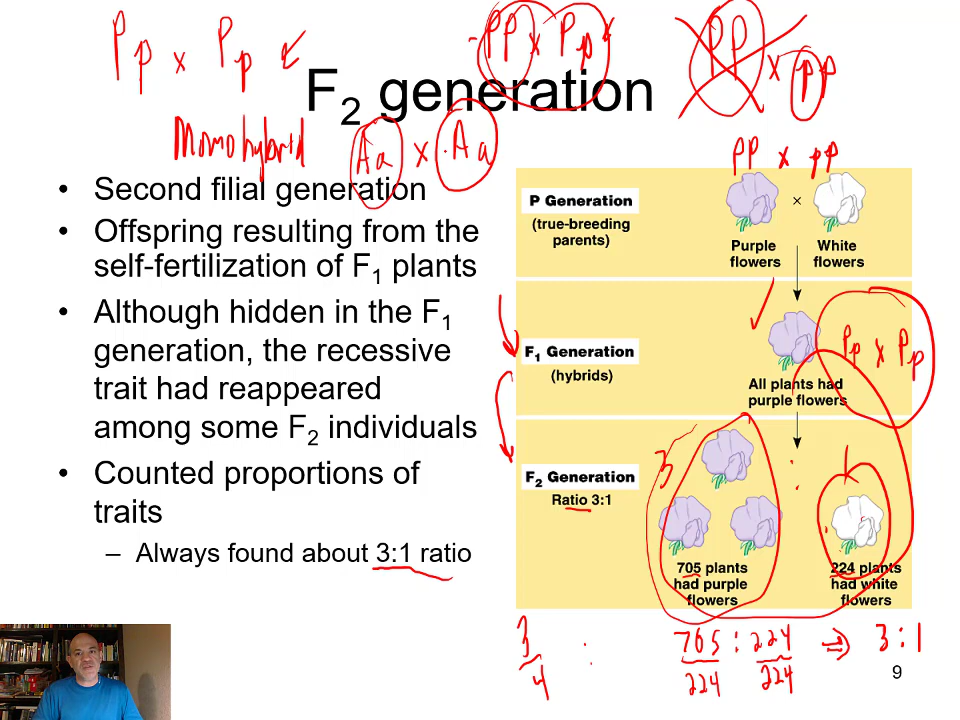 Pp x Pp
PP x Pp
PP x pp
F2 generation
Monohybrid Aa x Aa
• Second filial generation
• Offspring resulting from the
self-fertilization of F1 plants
• Although hidden in the F1
generation, the recessive
trait had reappeared
among some F2 individuals
• Counted proportions of
traits
– Always found about 3:1 ratio
PP x pp
P Generation
(true-breeding
parents)
×
Purple
flowers
White
flowers
F1 Generation
(hybrids)
Pp x Pp
All plants had
purple flowers
3 : 1
F2 Generation
Ratio 3:1
705 plants
had purple
flowers
224 plants
had white
flowers
3/4 :
705 : 224 ⇒ 3:1
224 224
9